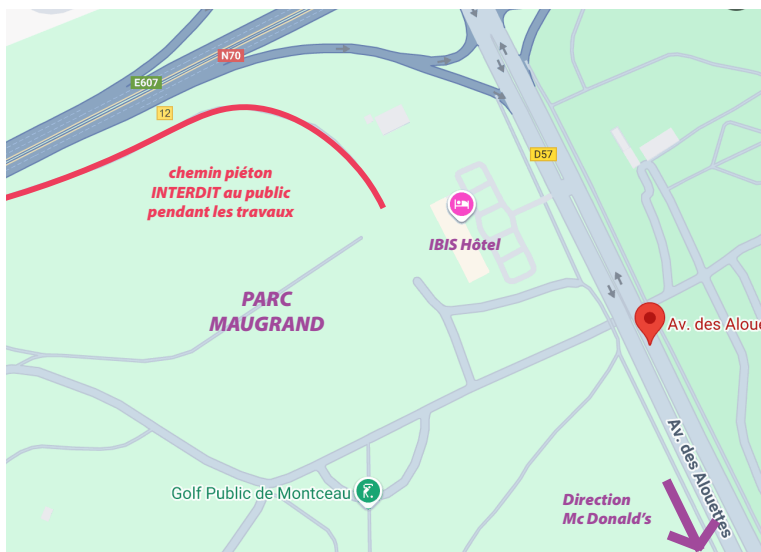 N70
E607
12
chemin piéton
INTERDIT au public
pendant les travaux
D57
IBIS Hôtel
PARC
MAUGRAND
Av. des Aloue
Av. des Alouettes
Golf Public de Montceau
Direction
Mc Donald's